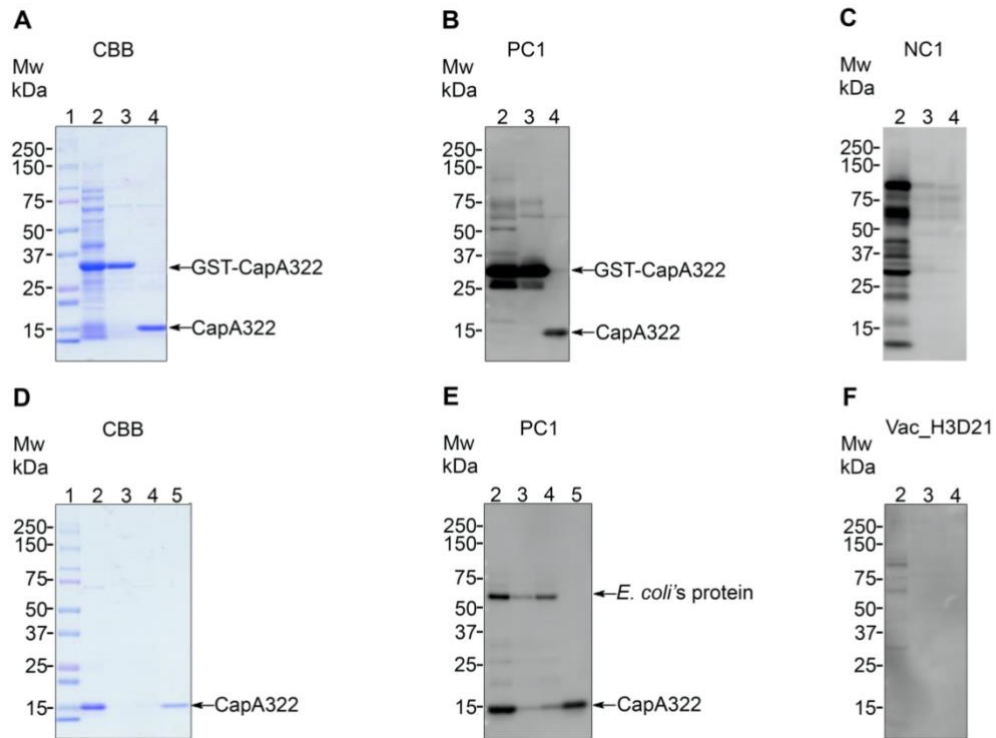 A
CBB
Mw
kDa
1 2 3 4
250-
150-
75-
50-
37-
25-
15-
GST-CapA322
CapA322
B
PC1
Mw
kDa
2 3 4
250-
150-
75-
50-
37-
25-
15-
GST-CapA322
CapA322
C
NC1
Mw
kDa
2 3 4
250-
150-
75-
50-
37-
25-
15-
D
CBB
Mw
kDa
1 2 3 4 5
250-
150-
75-
50-
37-
25-
15-
CapA322
E
PC1
Mw
kDa
2 3 4 5
250-
150-
75-
50-
37-
25-
15-
E. coli's protein
CapA322
F
Vac_H3D21
Mw
kDa
2 3 4
250-
150-
75-
50-
37-
25-
15-